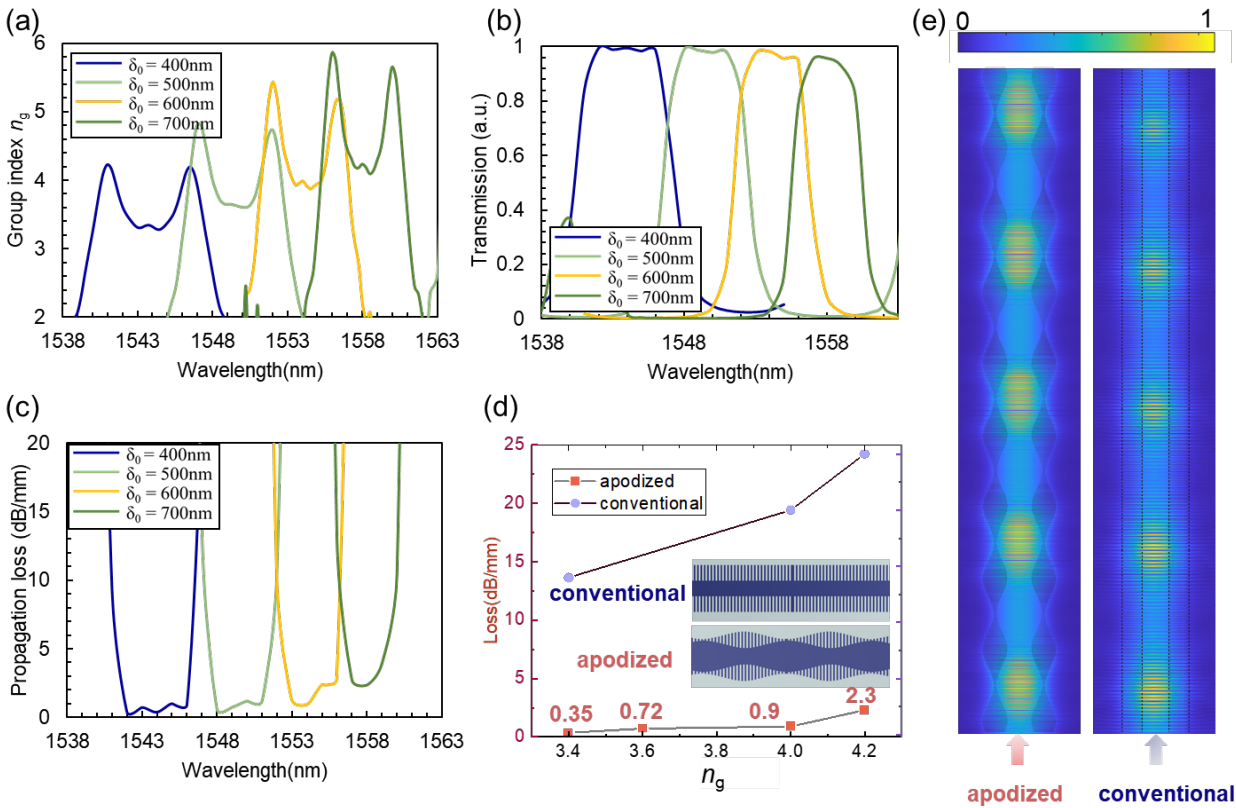 (a)
6
5
4
3
2
Group index ng
δ0 = 400nm
δ0 = 500nm
δ0 = 600nm
δ0 = 700nm
1538 1543 1548 1553 1558 1563
Wavelength(nm)
(b)
1
0.8
0.6
0.4
0.2
0
Transmission (a.u.)
δ0 = 400nm
δ0 = 500nm
δ0 = 600nm
δ0 = 700nm
1538 1548 1558
Wavelength(nm)
(c)
20
15
10
5
0
Propagation loss (dB/mm)
δ0 = 400nm
δ0 = 500nm
δ0 = 600nm
δ0 = 700nm
1538 1543 1548 1553 1558 1563
Wavelength(nm)
(d)
25
20
15
10
5
0
Loss(dB/mm)
apodized
conventional
conventional
apodized
0.35 0.72 0.9 2.3
3.4 3.6 3.8 4.0 4.2
ng
(e)
0 1
apodized conventional